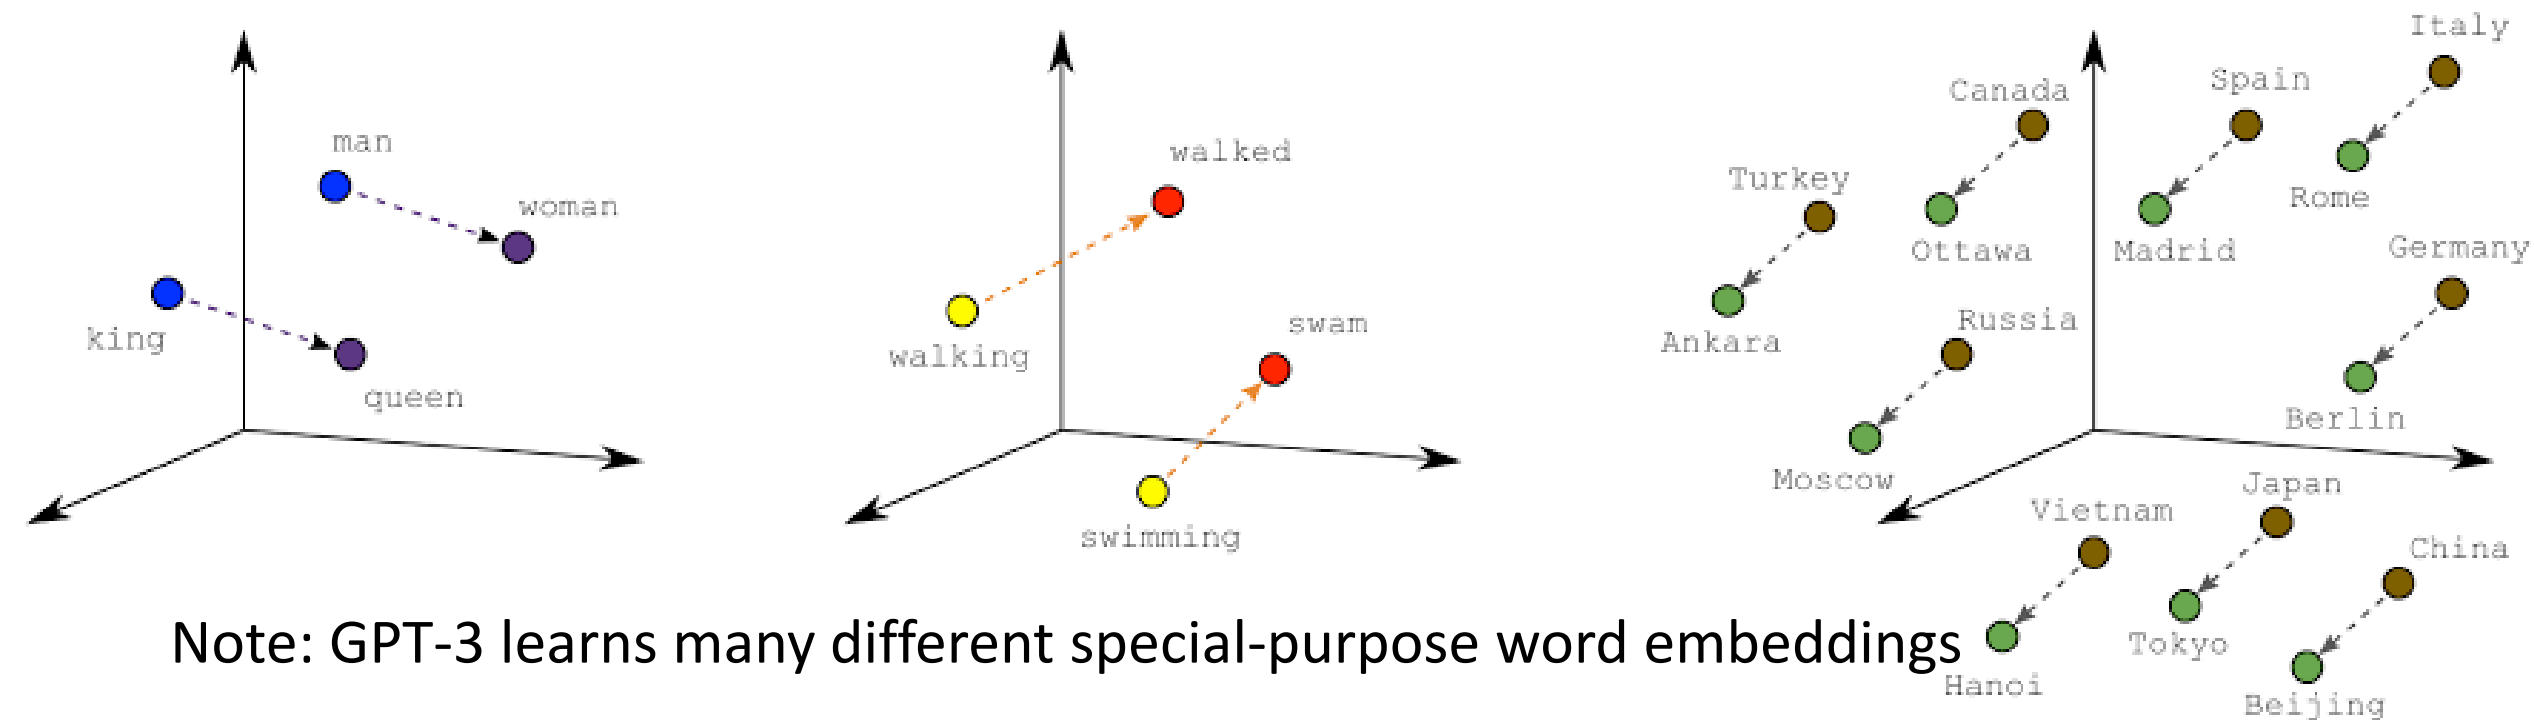 man
woman
king
queen
walked
walking
swam
swimming
Italy
Spain
Canada
Turkey
Rome
Ottawa
Madrid
Germany
Ankara
Russia
Berlin
Moscow
Japan
Vietnam
China
Tokyo
Hanoi
Beijing
Note: GPT-3 learns many different special-purpose word embeddings